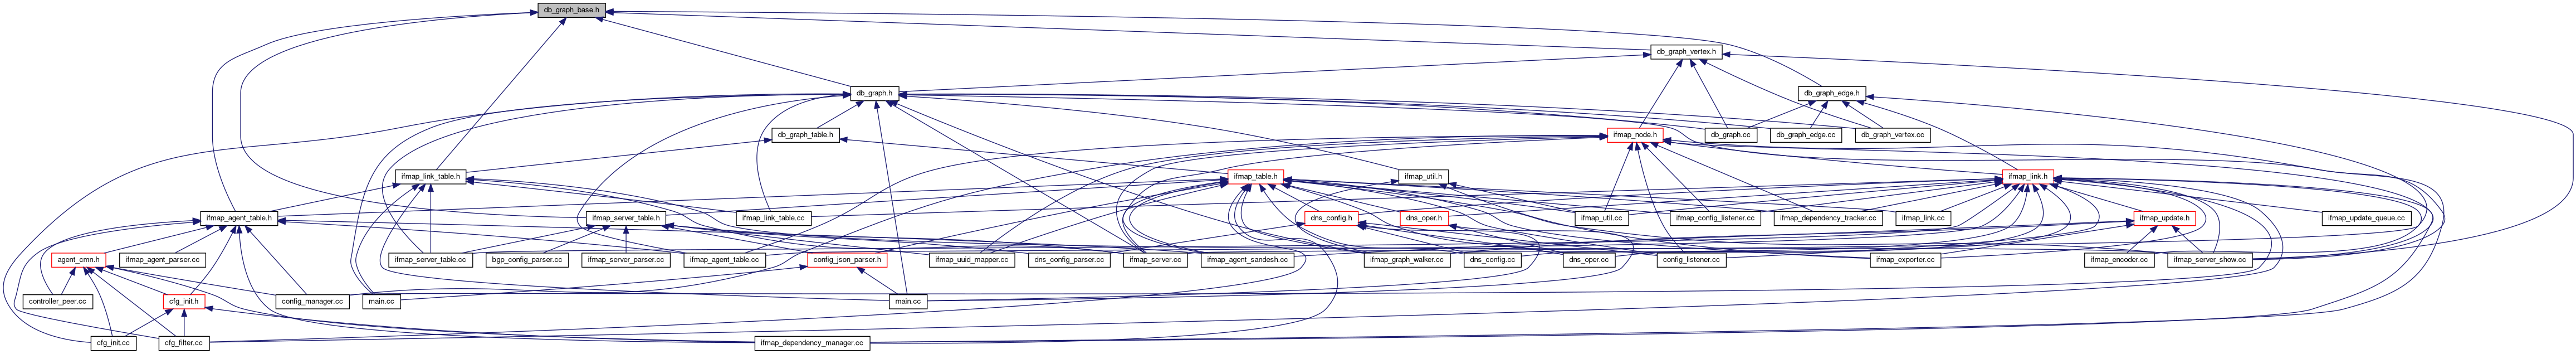 db_graph_base.h
db_graph_vertex.h
db_graph.h
db_graph_edge.h
db_graph_table.h
ifmap_node.h
db_graph.cc
db_graph_edge.cc
db_graph_vertex.cc
ifmap_link_table.h
ifmap_table.h
ifmap_util.h
ifmap_link.h
ifmap_agent_table.h
ifmap_server_table.h
ifmap_link_table.cc
dns_config.h
dns_oper.h
ifmap_util.cc
ifmap_config_listener.cc
ifmap_dependency_tracker.cc
ifmap_link.cc
ifmap_update.h
ifmap_update_queue.cc
agent_cmn.h
ifmap_agent_parser.cc
ifmap_server_table.cc
bgp_config_parser.cc
ifmap_server_parser.cc
ifmap_agent_table.cc
config_json_parser.h
ifmap_uuid_mapper.cc
dns_config_parser.cc
ifmap_server.cc
ifmap_agent_sandesh.cc
ifmap_graph_walker.cc
dns_config.cc
dns_oper.cc
config_listener.cc
ifmap_exporter.cc
ifmap_encoder.cc
ifmap_server_show.cc
controller_peer.cc
cfg_init.h
config_manager.cc
main.cc
main.cc
cfg_init.cc
cfg_filter.cc
ifmap_dependency_manager.cc